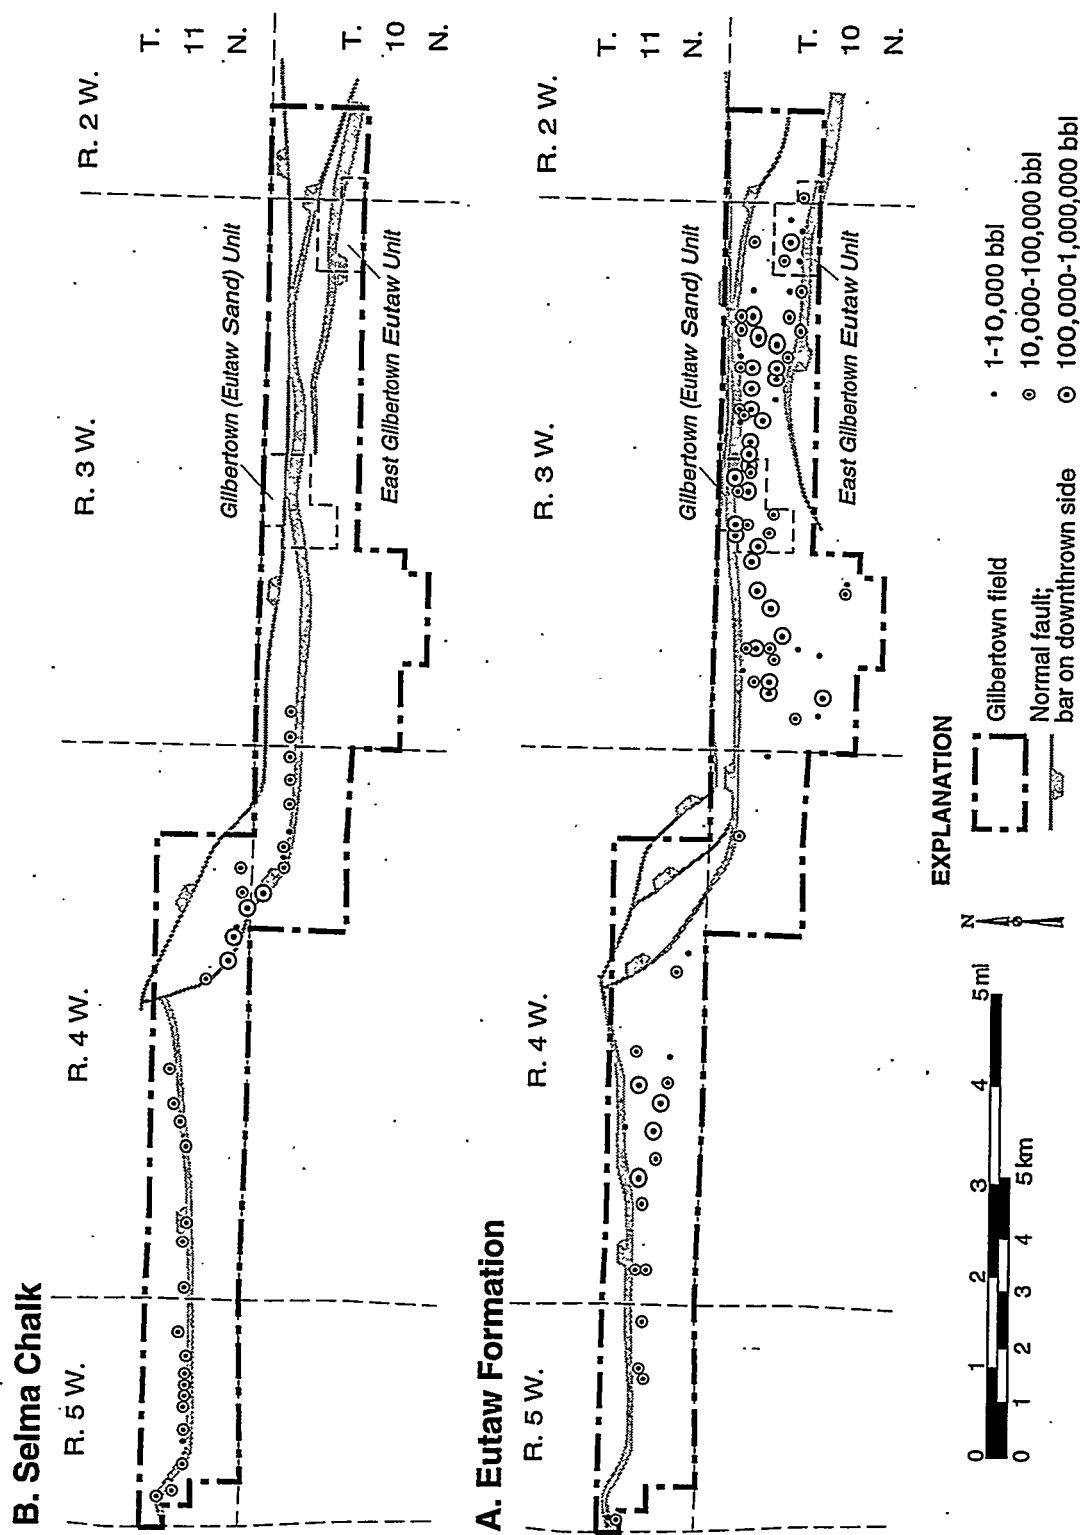 B. Selma Chalk
R. 5 W.
R. 4 W.
R. 3 W.
R. 2 W.
T.
11
N.
T.
10
N.
Gilbertown (Eutaw Sand) Unit
East Gilbertown Eutaw Unit
A. Eutaw Formation
R. 5 W.
R. 4 W.
R. 3 W.
R. 2 W.
T.
11
N.
T.
10
N.
Gilbertown (Eutaw Sand) Unit
East Gilbertown Eutaw Unit
0 1 2 3 4 5 mi
0 1 2 3 4 5 km
N
EXPLANATION
Gilbertown field
Normal fault;
bar on downthrown side
1-10,000 bbl
10,000-100,000 bbl
100,000-1,000,000 bbl